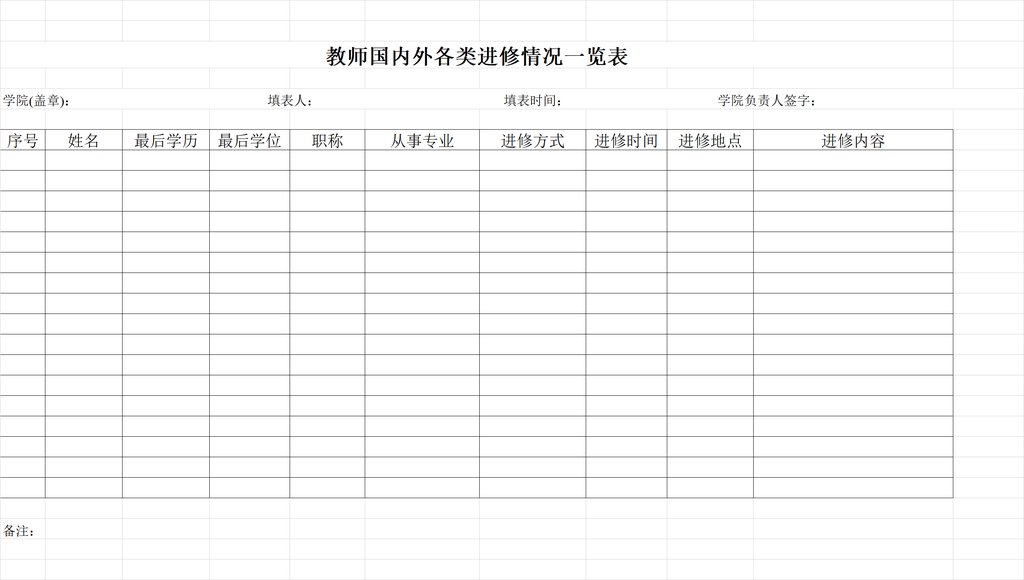 教师国内外各类进修情况一览表
学院(盖章): 填表人: 填表时间: 学院负责人签字:
序号 姓名 最后学历 最后学位 职称 从事专业 进修方式 进修时间 进修地点 进修内容
备注: